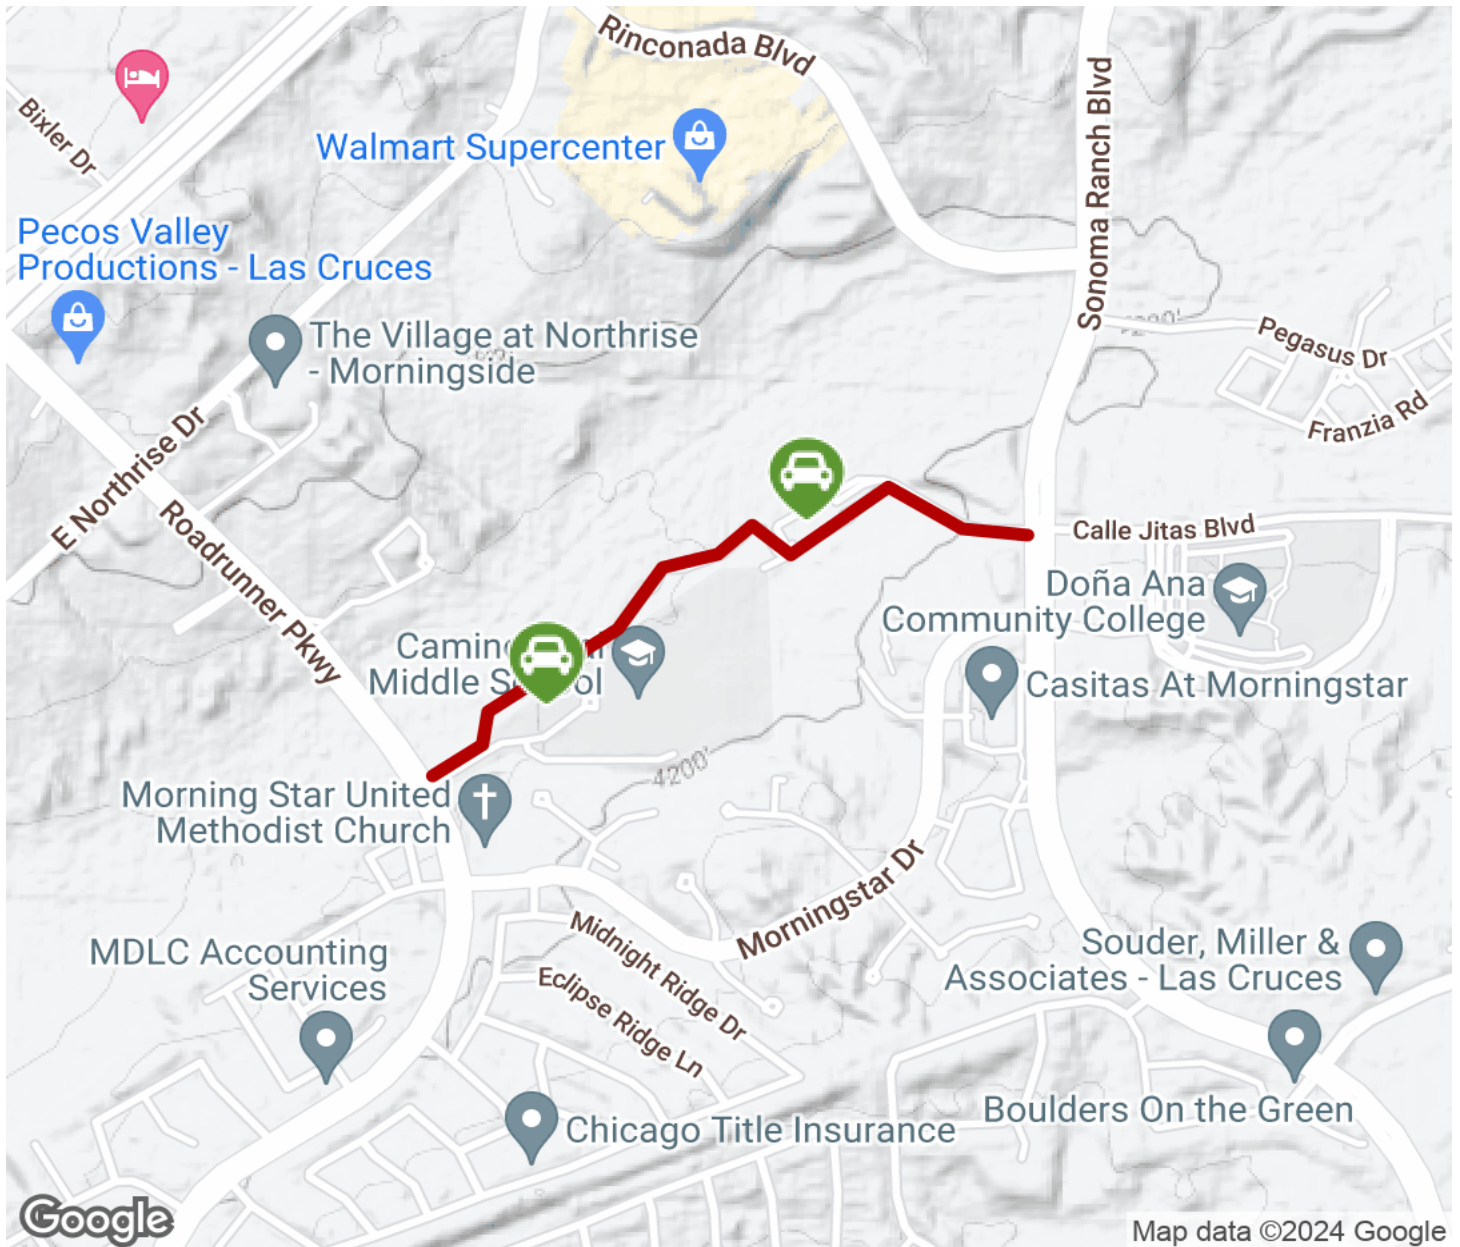 Rinconada Blvd
Sonoma Ranch Blvd
Bixler Dr
Walmart Supercenter
Pecos Valley
Productions - Las Cruces
The Village at Northrise
- Morningside
4200'
Pegasus Dr
Franzia Rd
E Northrise Dr
Roadrunner Pkwy
Calle Jitas Blvd
Doña Ana
Community College
Middle
Casitas At Morningstar
4200'
Morning Star United
Methodist Church
Morningstar Dr
MDLC Accounting
Services
Midnight Ridge Dr
Eclipse Ridge Ln
Souder, Miller &
Associates - Las Cruces
Boulders On the Green
Chicago Title Insurance
Google
Map data ©2024 Google